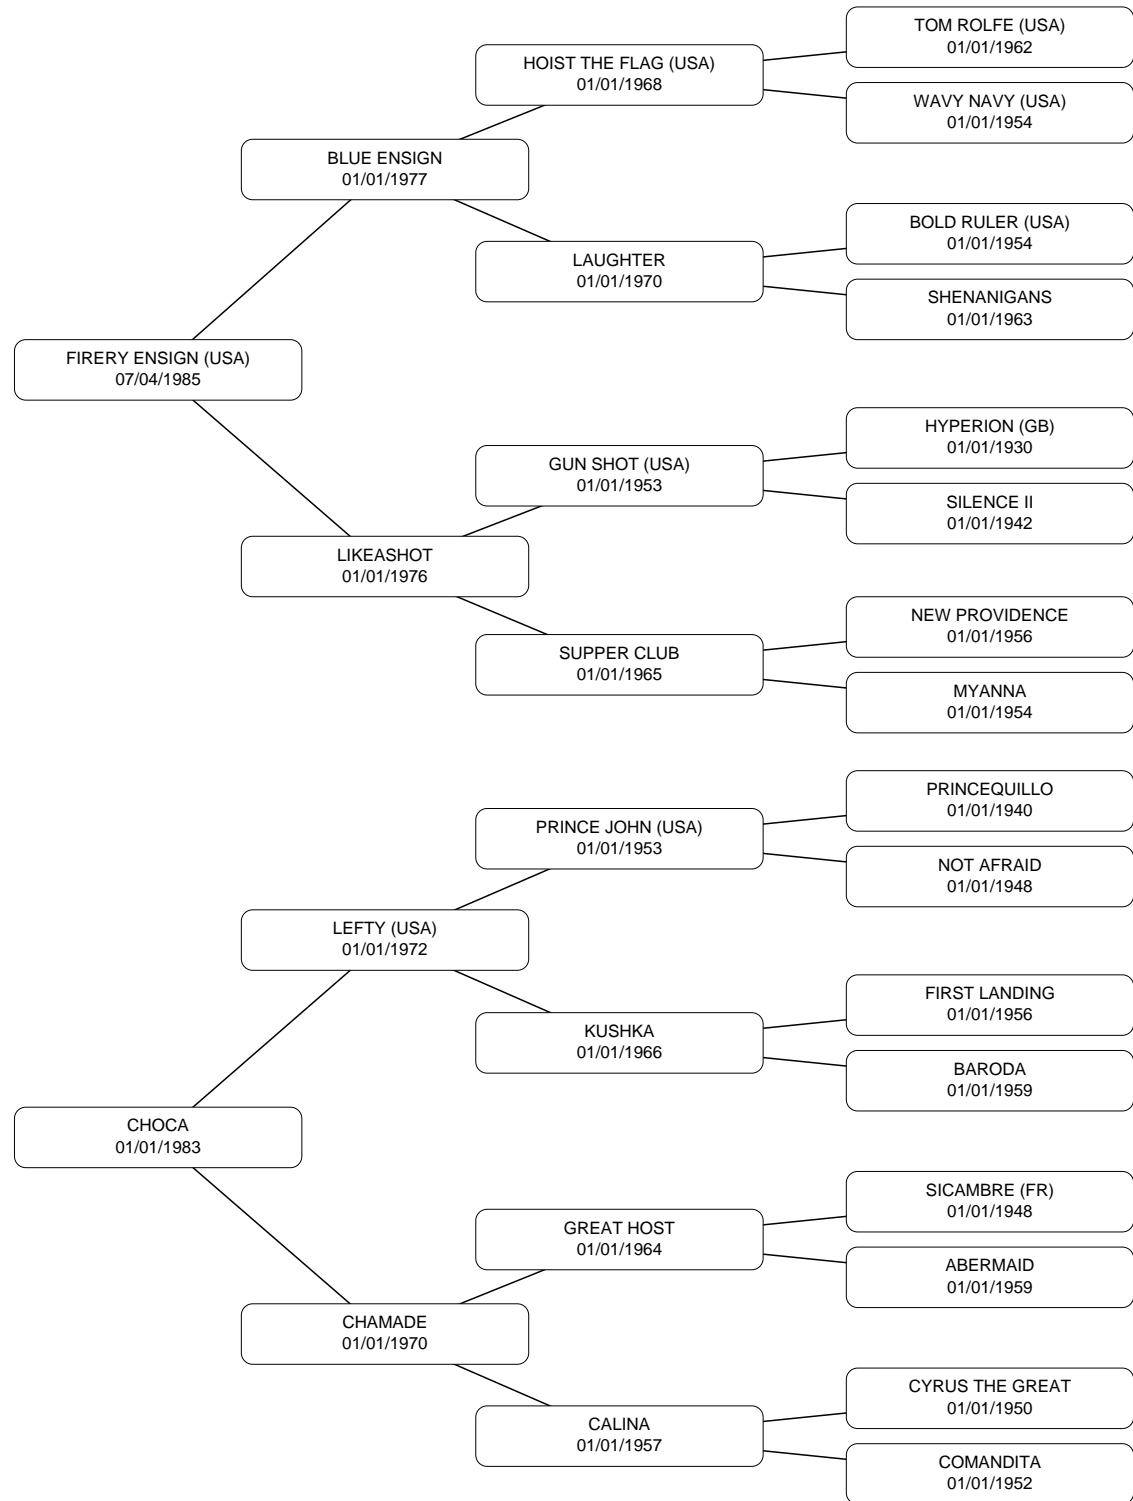 TOM ROLFE (USA)
01/01/1962
HOIST THE FLAG (USA)
01/01/1968
WAVY NAVY (USA)
01/01/1954
BLUE ENSIGN
01/01/1977
BOLD RULER (USA)
01/01/1954
LAUGHTER
01/01/1970
SHENANIGANS
01/01/1963
FIRERY ENSIGN (USA)
07/04/1985
HYPERION (GB)
01/01/1930
GUN SHOT (USA)
01/01/1953
SILENCE II
01/01/1942
LIKEASHOT
01/01/1976
NEW PROVIDENCE
01/01/1956
SUPPER CLUB
01/01/1965
MYANNA
01/01/1954
PRINCEQUILLO
01/01/1940
PRINCE JOHN (USA)
01/01/1953
NOT AFRAID
01/01/1948
LEFTY (USA)
01/01/1972
FIRST LANDING
01/01/1956
KUSHKA
01/01/1966
BARODA
01/01/1959
CHOCA
01/01/1983
SICAMBRE (FR)
01/01/1948
GREAT HOST
01/01/1964
ABERMAID
01/01/1959
CHAMADE
01/01/1970
CYRUS THE GREAT
01/01/1950
CALINA
01/01/1957
COMANDITA
01/01/1952